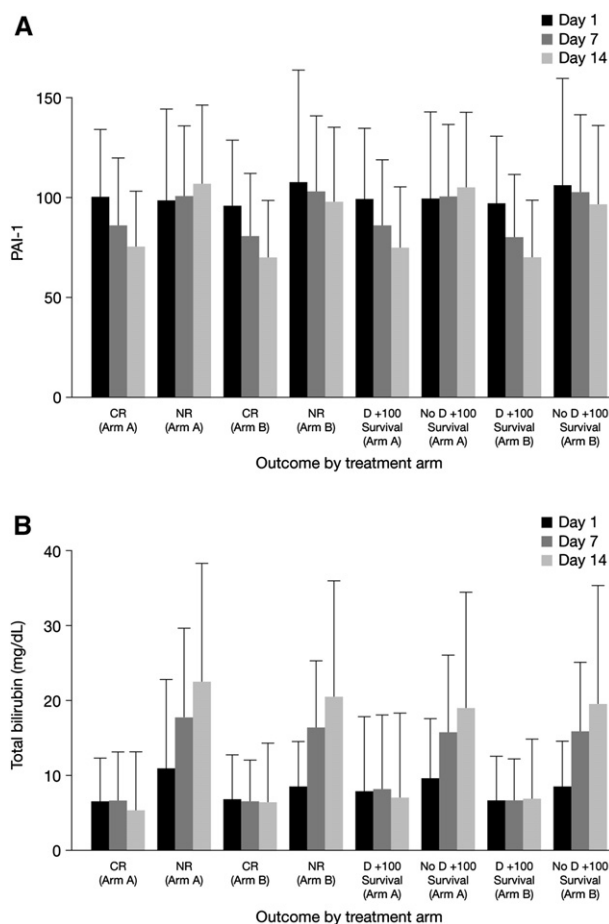 A
Day 1
Day 7
Day 14
150
100
50
0
PAI-1
CR
(Arm A)
NR
(Arm A)
CR
(Arm B)
NR
(Arm B)
D +100
Survival
(Arm A)
No D +100
Survival
(Arm A)
D +100
Survival
(Arm B)
No D +100
Survival
(Arm B)
Outcome by treatment arm
B
Day 1
Day 7
Day 14
40
30
20
10
0
Total bilirubin (mg/dL)
CR
(Arm A)
NR
(Arm A)
CR
(Arm B)
NR
(Arm B)
D +100
Survival
(Arm A)
No D +100
Survival
(Arm A)
D +100
Survival
(Arm B)
No D +100
Survival
(Arm B)
Outcome by treatment arm